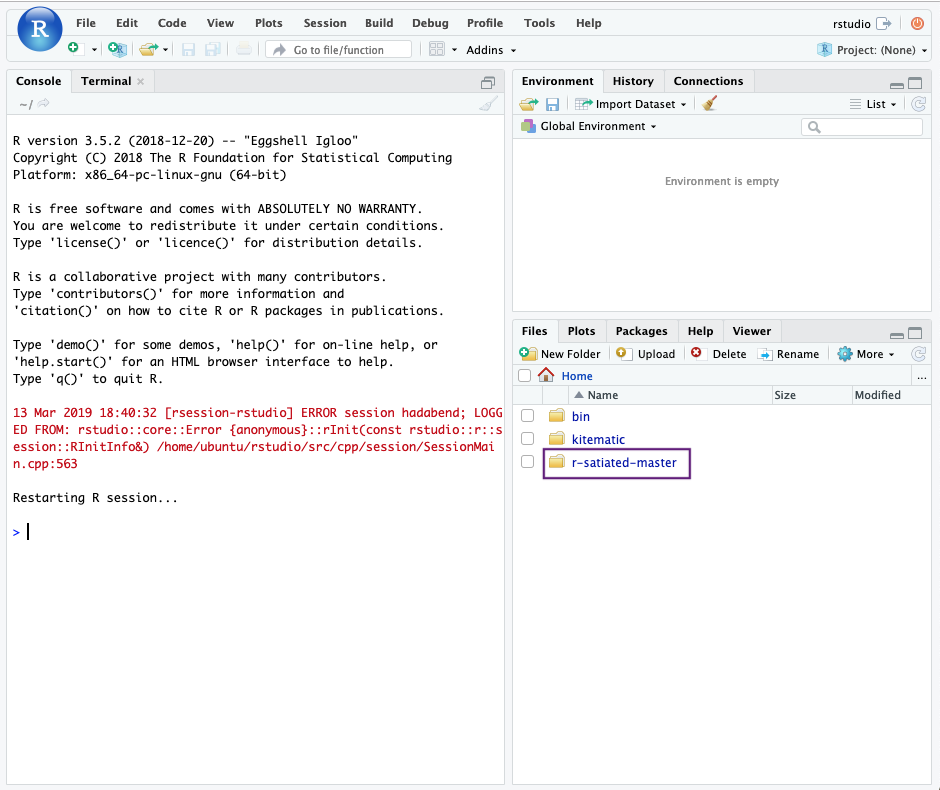 R
File Edit Code View Plots Session Build Debug Profile Tools Help
rstudio
Go to file/function
Addins
Project: (None)
Console Terminal
~/
R version 3.5.2 (2018-12-20) -- "Eggshell Igloo"
Copyright (C) 2018 The R Foundation for Statistical Computing
Platform: x86_64-pc-linux-gnu (64-bit)
R is free software and comes with ABSOLUTELY NO WARRANTY.
You are welcome to redistribute it under certain conditions.
Type 'license()' or 'licence()' for distribution details.
R is a collaborative project with many contributors.
Type 'contributors()' for more information and
'citation()' on how to cite R or R packages in publications.
Type 'demo()' for some demos, 'help()' for on-line help, or
'help.start()' for an HTML browser interface to help.
Type 'q()' to quit R.
13 Mar 2019 18:40:32 [rsession-rstudio] ERROR session hadabend; LOGG
ED FROM: rstudio::core::Error {anonymous}::rInit(const rstudio::r::s
ession::RInitInfo&) /home/ubuntu/rstudio/src/cpp/session/SessionMai
n.cpp:563
Restarting R session...
>
Environment History Connections
Import Dataset
List
Global Environment
Environment is empty
Files Plots Packages Help Viewer
New Folder Upload Delete Rename More
Home
...
Name Size Modified
bin
kitematic
r-satiated-master